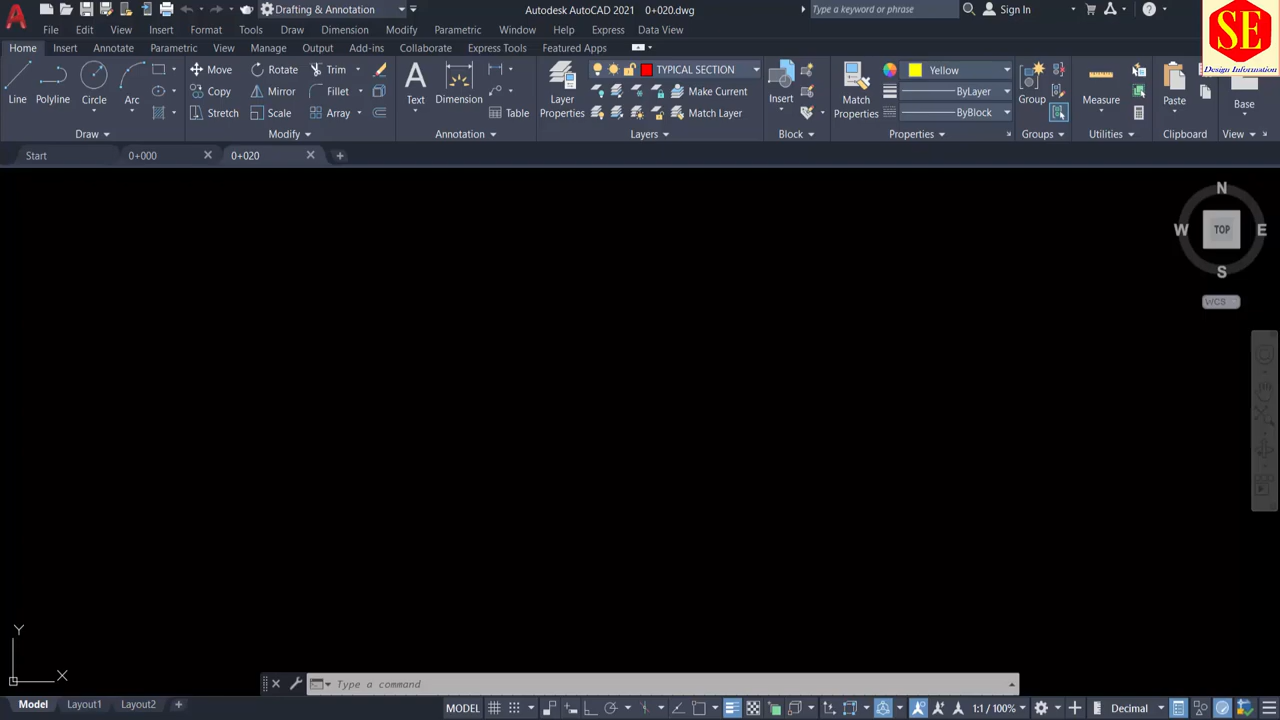 Drafting & Annotation
Autodesk AutoCAD 2021 0+020.dwg
Type a keyword or phrase
Sign In
SE
Design Information
File Edit View Insert Format Tools Draw Dimension Modify Parametric Window Help Express Data View
Home Insert Annotate Parametric View Manage Output Add-ins Collaborate Express Tools Featured Apps
Line Polyline Circle Arc
Move Rotate Trim
Copy Mirror Fillet
Stretch Scale Array
Text Dimension Table
Layer Properties
TYPICAL SECTION
Make Current
Match Layer
Insert
Match Properties
Yellow
ByLayer
ByBlock
Group
Measure
Paste
Base
Draw Modify Annotation Layers Block Properties Groups Utilities Clipboard View
Start 0+000 0+020
N
W TOP E
S
WCS
Y
X
Type a command
Model Layout1 Layout2
MODEL 1:1 / 100% Decimal